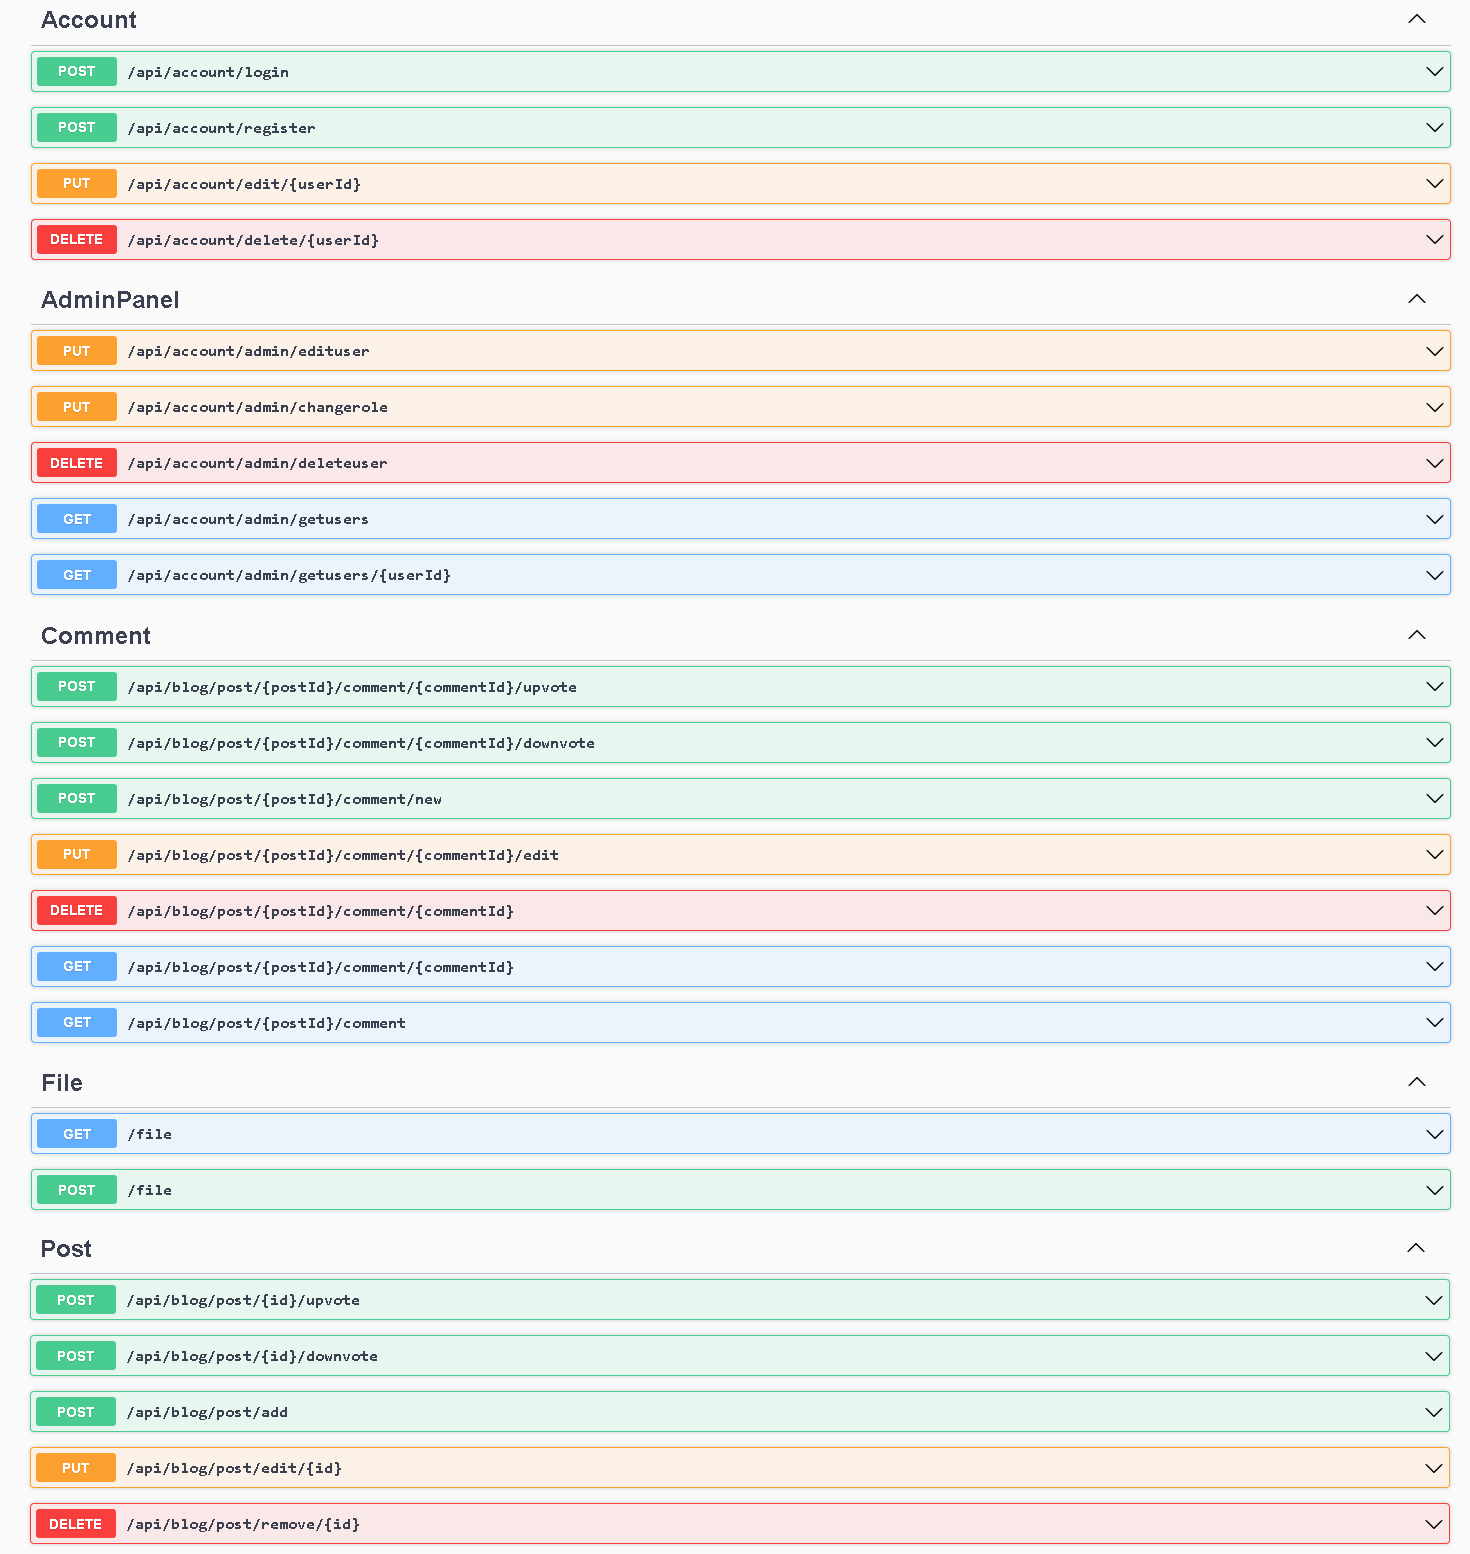 Account
POST /api/account/login
POST /api/account/register
PUT /api/account/edit/{userId}
DELETE /api/account/delete/{userId}
AdminPanel
PUT /api/account/admin/edituser
PUT /api/account/admin/changerole
DELETE /api/account/admin/deleteuser
GET /api/account/admin/getusers
GET /api/account/admin/getusers/{userId}
Comment
POST /api/blog/post/{postId}/comment/{commentId}/upvote
POST /api/blog/post/{postId}/comment/{commentId}/downvote
POST /api/blog/post/{postId}/comment/new
PUT /api/blog/post/{postId}/comment/{commentId}/edit
DELETE /api/blog/post/{postId}/comment/{commentId}
GET /api/blog/post/{postId}/comment/{commentId}
GET /api/blog/post/{postId}/comment
File
GET /file
POST /file
Post
POST /api/blog/post/{id}/upvote
POST /api/blog/post/{id}/downvote
POST /api/blog/post/add
PUT /api/blog/post/edit/{id}
DELETE /api/blog/post/remove/{id}